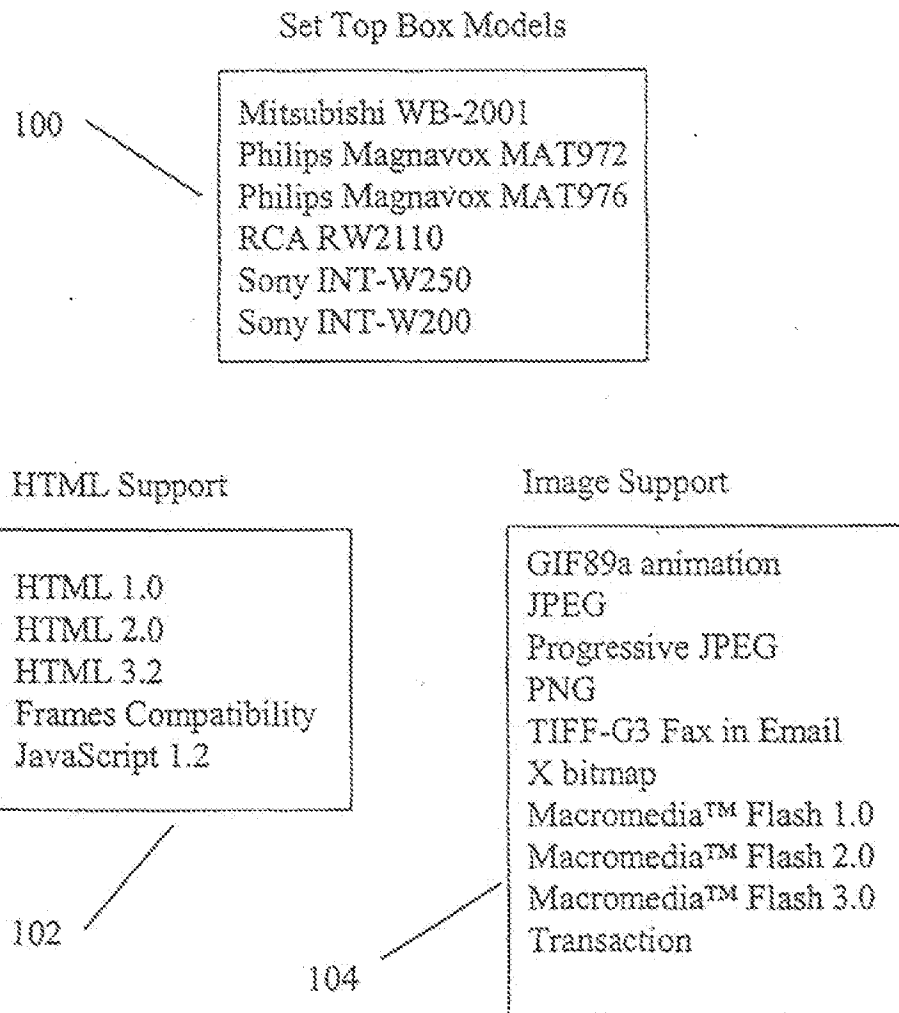 Set Top Box Models
100
Mitsubishi WB-2001
Philips Magnavox MAT972
Philips Magnavox MAT976
RCA RW2110
Sony INT-W250
Sony INT-W200
HTML Support
HTML 1.0
HTML 2.0
HTML 3.2
Frames Compatibility
JavaScript 1.2
102
Image Support
GIF89a animation
JPEG
Progressive JPEG
PNG
TIFF-G3 Fax in Email
X bitmap
Macromedia™ Flash 1.0
Macromedia™ Flash 2.0
Macromedia™ Flash 3.0
Transaction
104